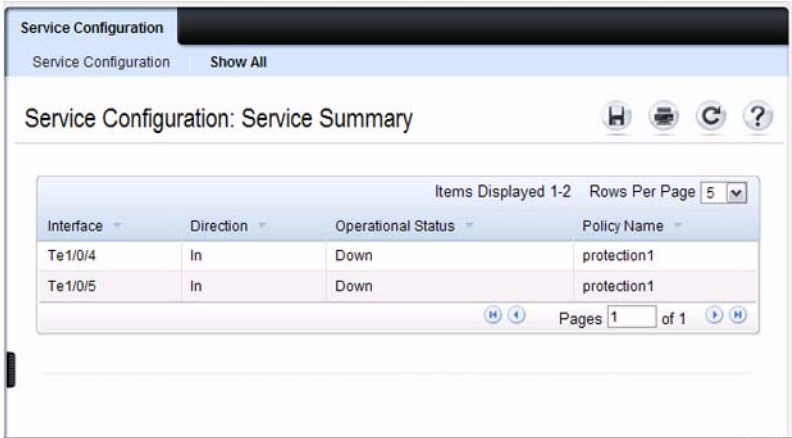 Service Configuration
Service Configuration Show All
Service Configuration: Service Summary
Items Displayed 1-2 Rows Per Page 5
Interface Direction Operational Status Policy Name
Te1/0/4 In Down protection1
Te1/0/5 In Down protection1
Pages 1 of 1